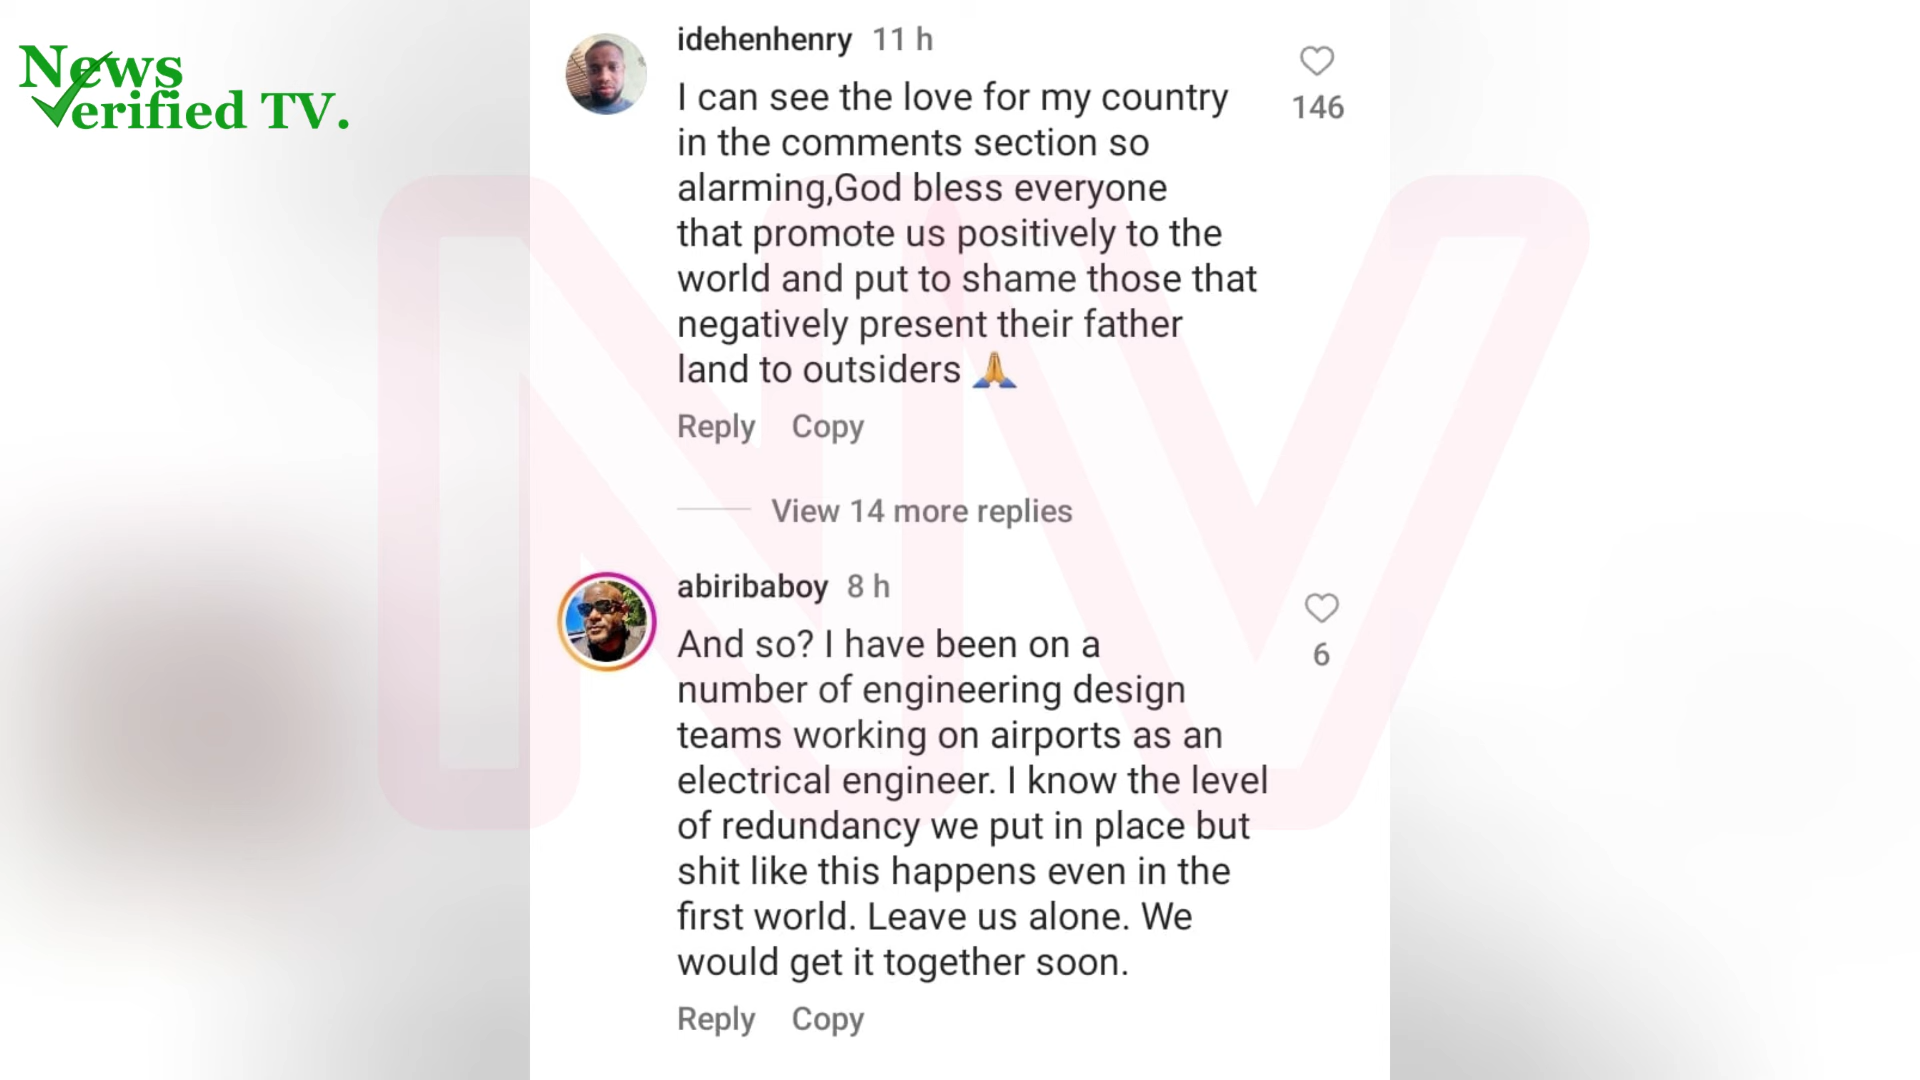 News
Verified TV.
idehenhenry 11 h
I can see the love for my country
in the comments section so
alarming,God bless everyone
that promote us positively to the
world and put to shame those that
negatively present their father
land to outsiders 🙏
146
Reply Copy
View 14 more replies
abiribaboy 8 h
And so? I have been on a
number of engineering design
teams working on airports as an
electrical engineer. I know the level
of redundancy we put in place but
shit like this happens even in the
first world. Leave us alone. We
would get it together soon.
6
Reply Copy
NV